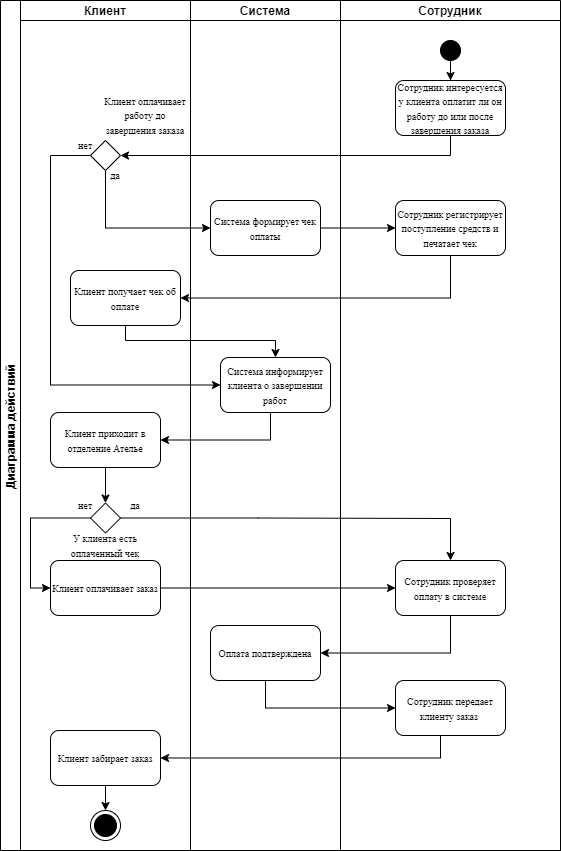 Клиент
Система
Сотрудник
Диаграмма действий
Сотрудник интересуется
у клиента оплатит ли он
работу до или после
завершения заказа
Клиент оплачивает
работу до
завершения заказа
нет
да
Система формирует чек
оплаты
Сотрудник регистрирует
поступление средств и
печатает чек
Клиент получает чек об
оплате
Система информирует
клиента о завершении
работ
Клиент приходит в
отделение Ателье
нет
да
У клиента есть
оплаченный чек
Клиент оплачивает заказ
Сотрудник проверяет
оплату в системе
Оплата подтверждена
Сотрудник передает
клиенту заказ
Клиент забирает заказ